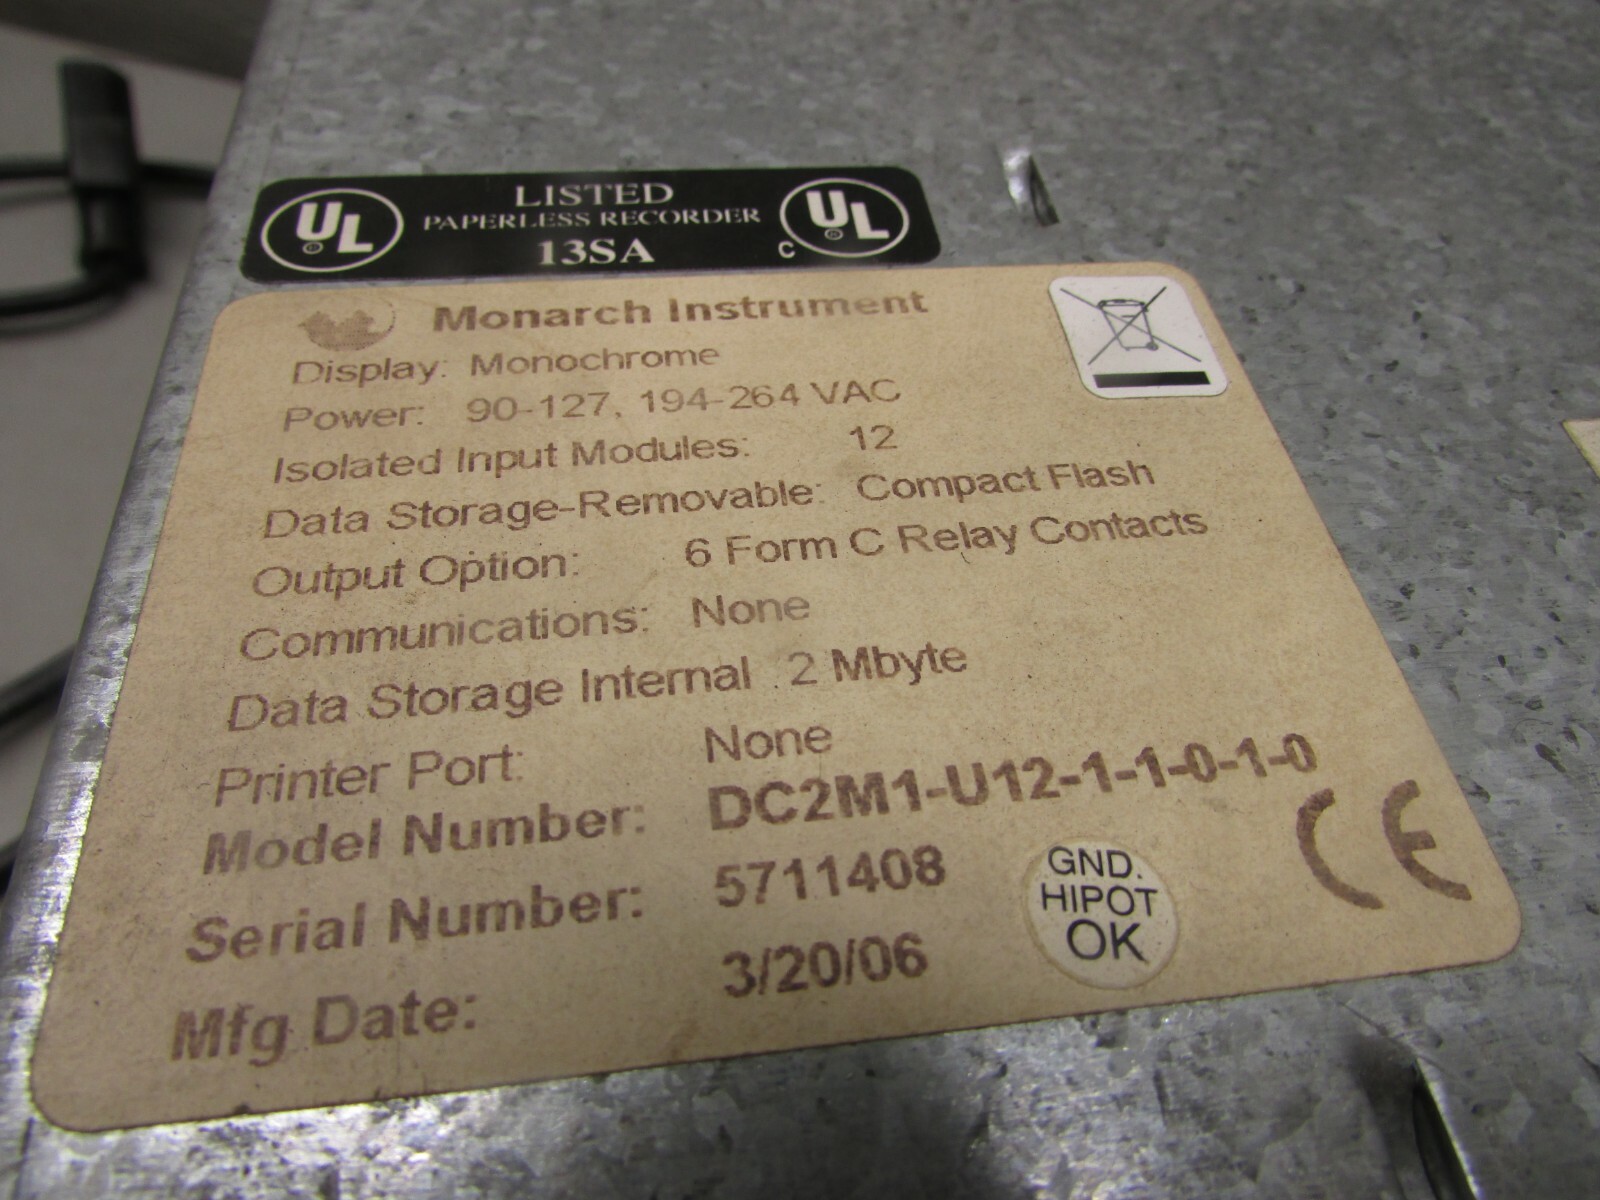 LISTED
PAPERLESS RECORDER
13SA
UL
C UL
Monarch Instrument
Display: Monochrome
Power: 90-127, 194-264 VAC
Isolated Input Modules: 12
Data Storage-Removable: Compact Flash
Output Option: 6 Form C Relay Contacts
Communications: None
Data Storage Internal : 2 Mbyte
Printer Port: None
Model Number: DC2M1-U12-1-1-0-1-0
Serial Number: 5711408
Mfg Date: 3/20/06
GND.
HIPOT
OK
CE